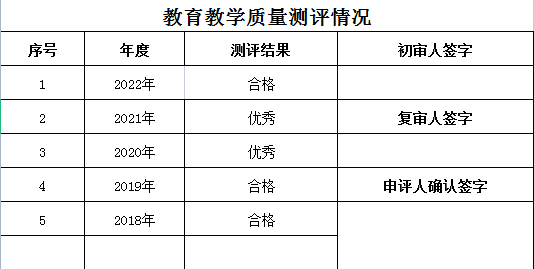 教育教学质量测评情况
序号 年度 测评结果 初审人签字
1 2022年 合格
2 2021年 优秀 复审人签字
3 2020年 优秀
4 2019年 合格 申评人确认签字
5 2018年 合格